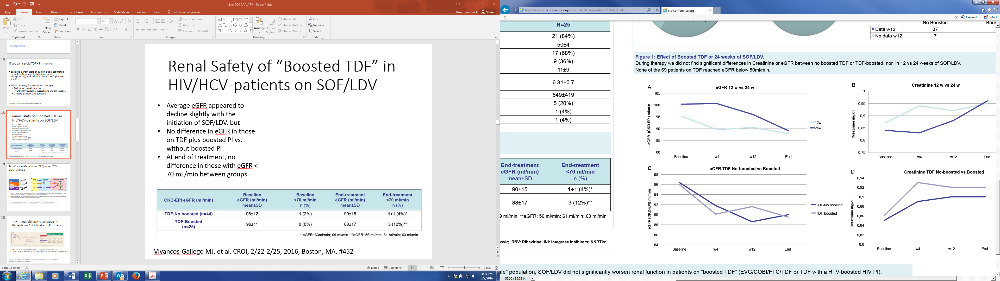 Kiser DDI DAA ARV - PowerPoint
File Home Insert Design Transitions Animations Slide Show Review View Tell me what you wa
Kiser, Jennifer J Share
Paste
Cut
Copy
Format Painter
Clipboard
New Slide
Layout
Reset
Section
Slides
28
Font
Text Direction
Align Text
Convert to SmartArt
Paragraph
Arrange
Quick Styles
Shape Fill
Shape Outline
Shape Effects
Drawing
Find
Replace
Select
Editing
15
If you can't avoid TDF + PI, monitor
• Baseline parameters should include estimated
renal function, electrolytes (including
phosphorus), and urinary protein and glucose
levels
• Monitor every 2-4 weeks on therapy
• Estimated renal function
• CKD in HIV guidelines suggest using CKD-EPI equation
• Urinary protein and glucose
16
Renal Safety of “Boosted TDF” in
HIV/HCV-patients on SOF/LDV
17
Tenofovir Alafenamide (TAF) lower TFV
plasma levels
18
TAF – Possible TDF Alternative in
Patients on Cobicistat and Ritonavir
Renal Safety of “Boosted TDF” in
HIV/HCV-patients on SOF/LDV
• Average eGFR appeared to
decline slightly with the
initiation of SOF/LDV, but
• No difference in eGFR in those
on TDF plus boosted PI vs.
without boosted PI
• At end of treatment, no
difference in those with eGFR <
70 mL/min between groups
CKD-EPI eGFR (ml/min) Baseline eGFR (ml/min) mean±SD Baseline <70 ml/min n (%) End-treatment eGFR (ml/min) mean±SD End-treatment <70 ml/min n (%)
TDF-No boosted (n=44) 96±12 1 (2%) 90±15 1+1 (4%)*
TDF-Boosted (n=25) 96±11 0 (0%) 88±17 3 (12%)**
* eGFR: 63ml/min; 69 ml/min **eGFR: 56 ml/min; 61 ml/min; 63 ml/min
Vivancos-Gallego MJ, et al. CROI, 2/22-2/25, 2016, Boston, MA, #452
Slide 16 of 40
Notes Comments 115%
4:05 PM
3/9/2016
http://www.croiconference.org/sites/default/files/posters-2016/452.pdf
croiconference.org
x
x Convert Select
N=25
21 (84%)
50±4
17 (68%)
9 (36%)
11±9
6.31±0.7
549±419
5 (20%)
1 (4%)
1 (4%)
End-treatment eGFR (ml/min) mean±SD End-treatment <70 ml/min n (%)
90±15 1+1 (4%)*
88±17 3 (12%)**
9 ml/min **eGFR: 56 ml/min; 61 ml/min; 63 ml/min
asvir; RBV: Ribavirine; INI: Integrase Inhibitors; NNRTIs:
No Boosted Boos
Data w12 37
No data w12 7
Figure 1: Effect of Boosted TDF or 24 weeks of SOF/LDV.
During therapy we did not find significant differences in Creatinine or eGFR between no boosted TDF or TDF-boosted, nor in 12 vs 24 weeks of SOF/LDV.
None of the 69 patients on TDF reached eGFR below 50ml/min.
A
eGFR 12 w vs 24 w
eGFR (CKD EPI) ml/min
105
100
95
90
85
80
Baseline w4 w12 End
12w
24w
B
Creatinine 12 w vs 24 w
Creatinine mg/dl
1
0,95
0,9
0,85
0,8
0,75
Baseline w4 w12 End
C
eGFR TDF No-boosted vs Boosted
eGFR (CKD-EPI) ml/min
98
96
94
92
90
88
86
84
Baseline w4 w12 End
TDF-No boosted
TDF-boosted
D
Creatinine TDF No-boosted vs Boosted
Creatinine mg/dl
0,94
0,92
0,9
0,88
0,86
0,84
0,82
0,8
Baseline w4 w12 End
ife” population, SOF/LDV did not significantly worsen renal function in patients on “boosted TDF” (EVG/COBI/FTC/TDF or TDF with a RTV-boosted HIV PI).
56.00 x 39.72 in